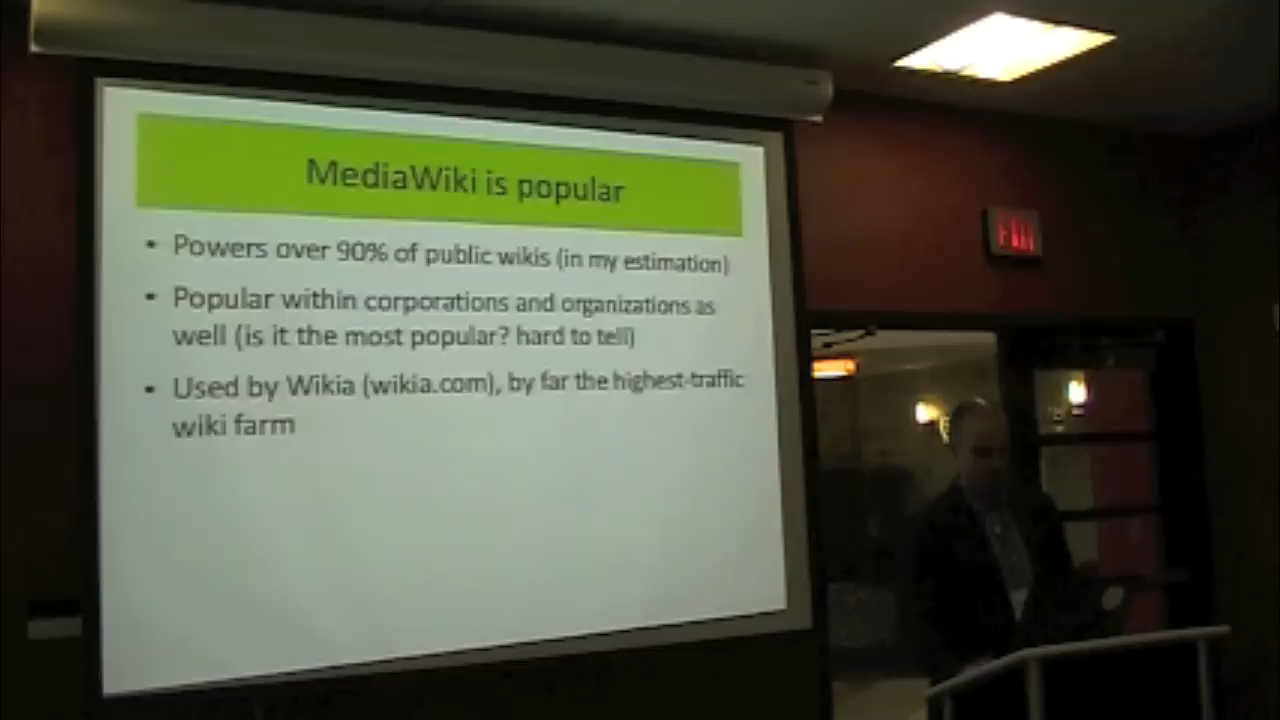 MediaWiki is popular
• Powers over 90% of public wikis (in my estimation)
• Popular within corporations and organizations as
well (is it the most popular? hard to tell)
• Used by Wikia (wikia.com), by far the highest-traffic
wiki farm
EXIT